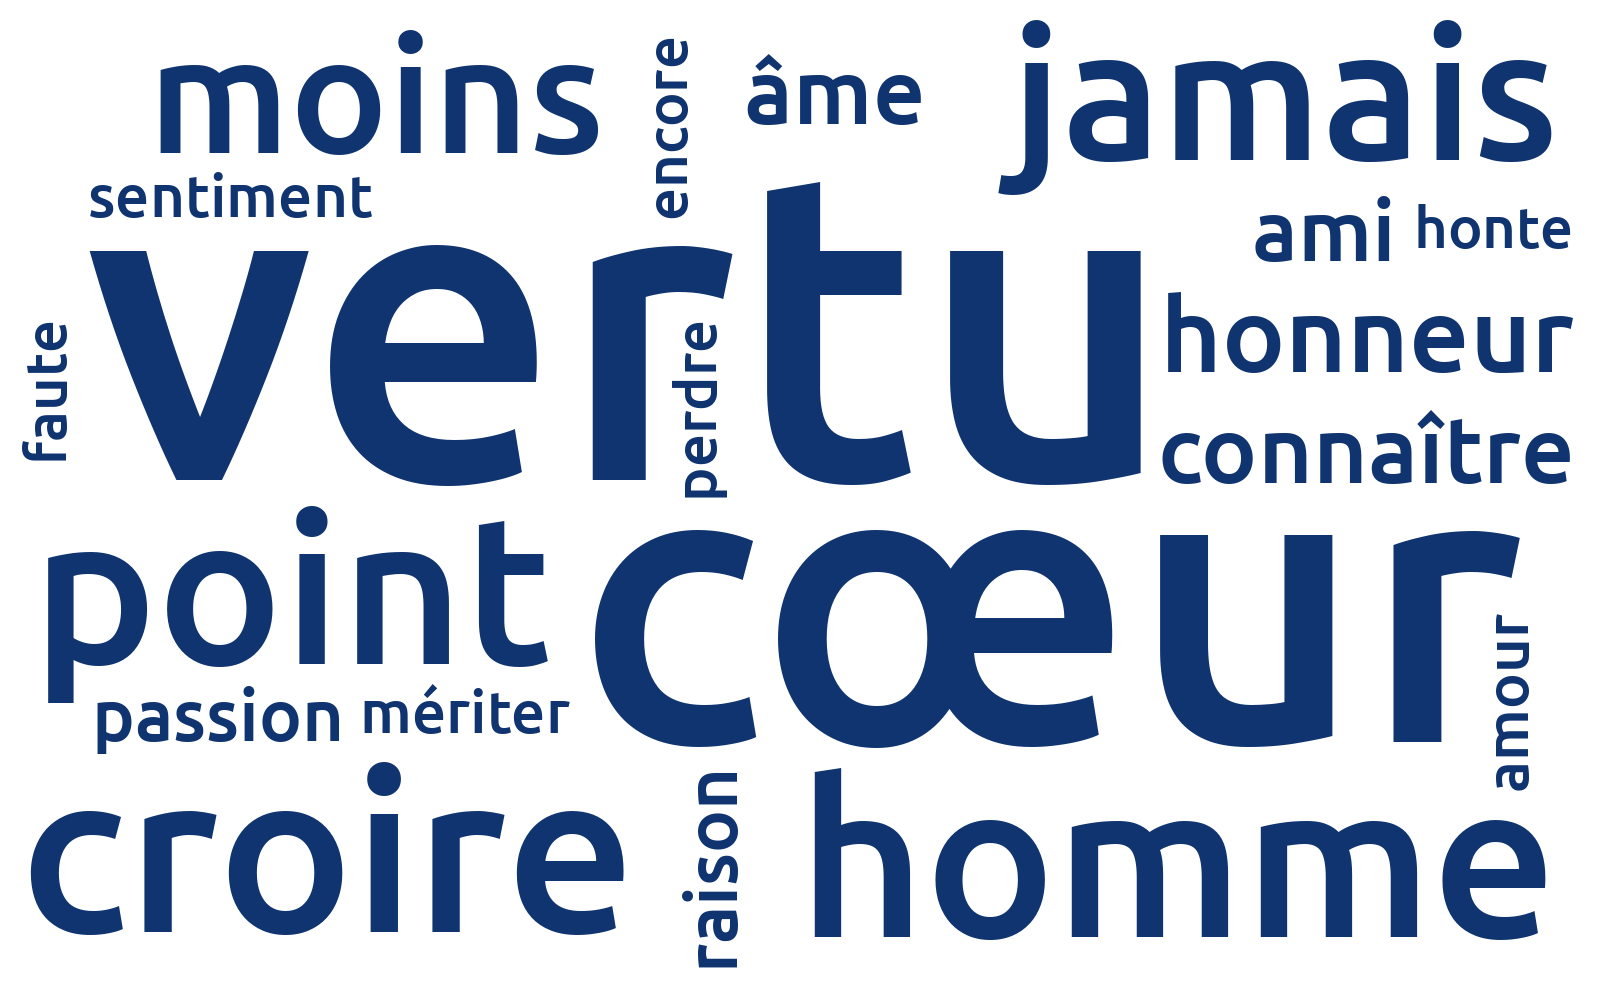 moins
encore
âme
jamais
sentiment
ami
honte
vertu
honneur
faute
perdre
connaître
point
cœur
amour
passion
mériter
croire
raison
homme